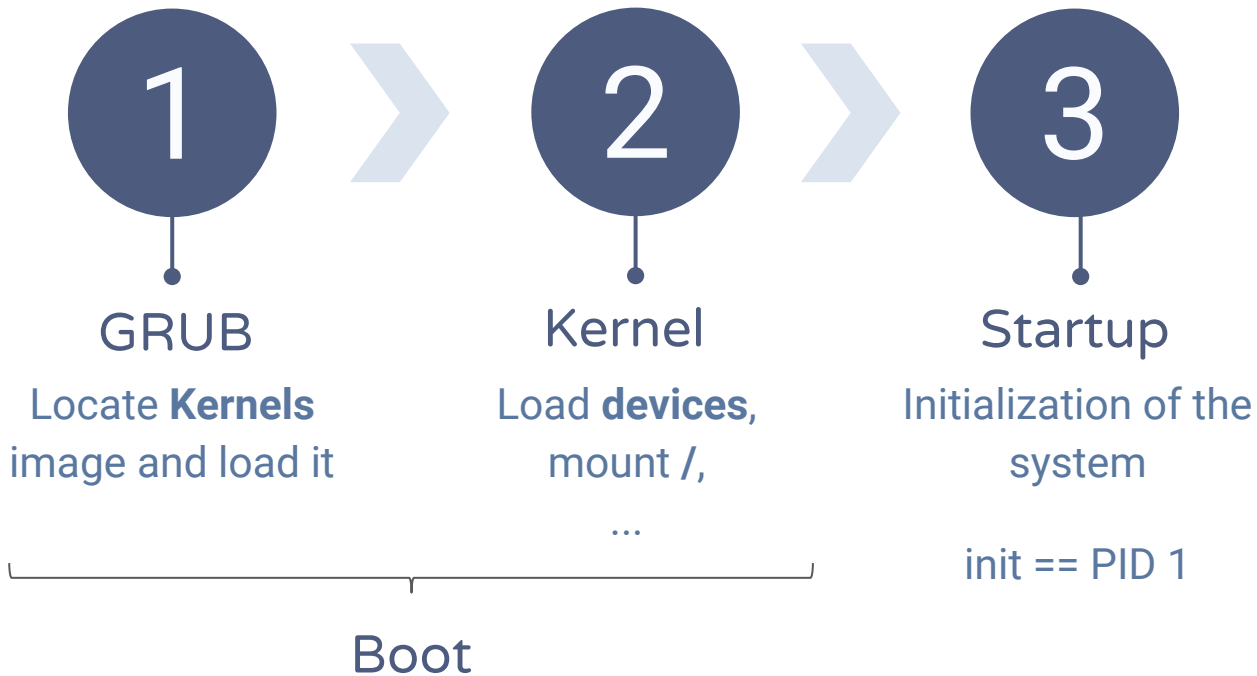 1
GRUB
Locate Kernels
image and load it
2
Kernel
Load devices,
mount /,
...
Boot
3
Startup
Initialization of the
system
init == PID 1